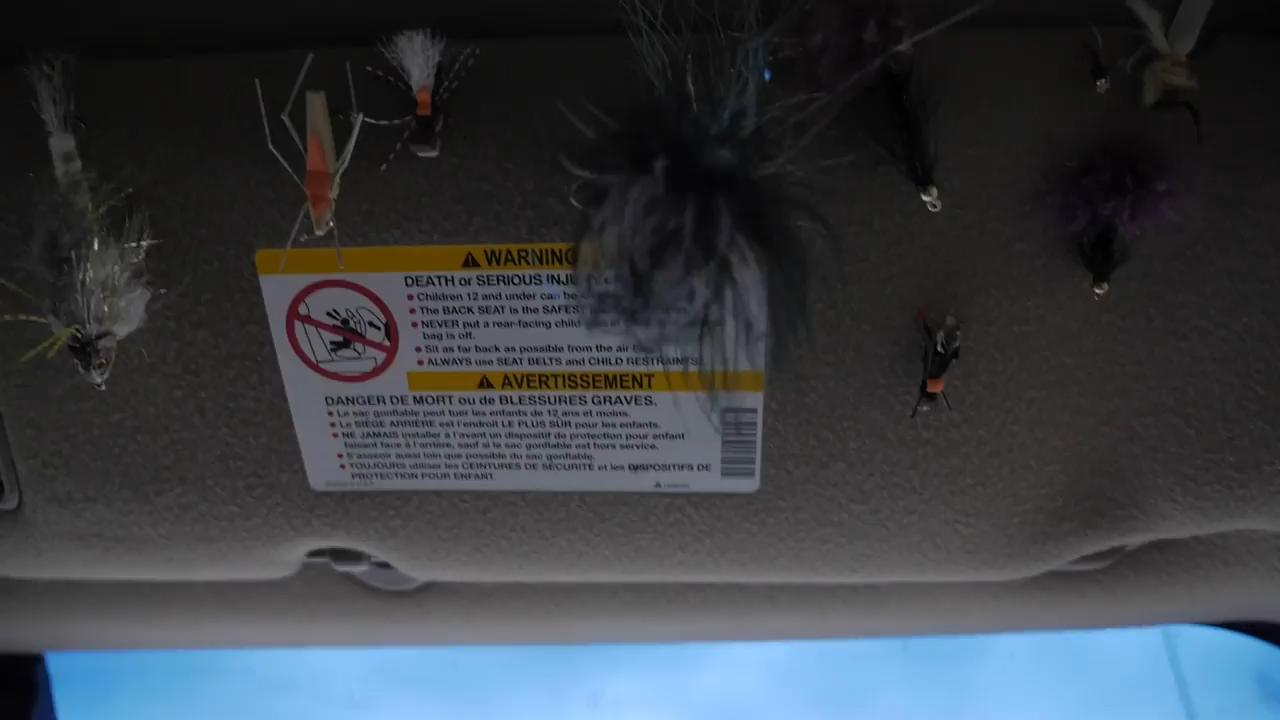 WARNING
DEATH or SERIOUS INJU
Children 12 and under can be
The BACK SEAT is the SAFES
NEVER put a rear-facing child
bag is off.
Sit as far back as possible from the air
ALWAYS use SEAT BELTS and CHILD RESTRAINTS.
AVERTISSEMENT
DANGER DE MORT ou de BLESSURES GRAVES.
Le sac gonflable peut tuer les enfants de 12 ans et moins.
Le SIÈGE ARRIÈRE est l'endroit LE PLUS SÛR pour les enfants.
NE JAMAIS installer à l'avant un dispositif de protection pour enfant
faisant face à l'arrière, sauf si le sac gonflable est hors service.
S'asseoir aussi loin que possible du sac gonflable.
TOUJOURS utiliser les CEINTURES DE SÉCURITÉ et les DISPOSITIFS DE
PROTECTION POUR ENFANT.